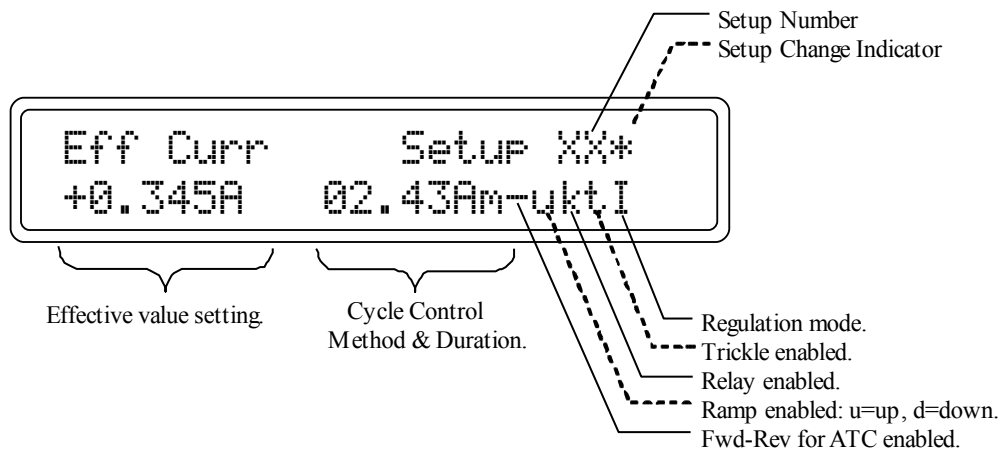 Setup Number
Setup Change Indicator
Eff Curr Setup XX*
+0.345A 02.43Am-uktI
Effective value setting.
Cycle Control
Method & Duration.
Regulation mode.
Trickle enabled.
Relay enabled.
Ramp enabled: u=up, d=down.
Fwd-Rev for ATC enabled.